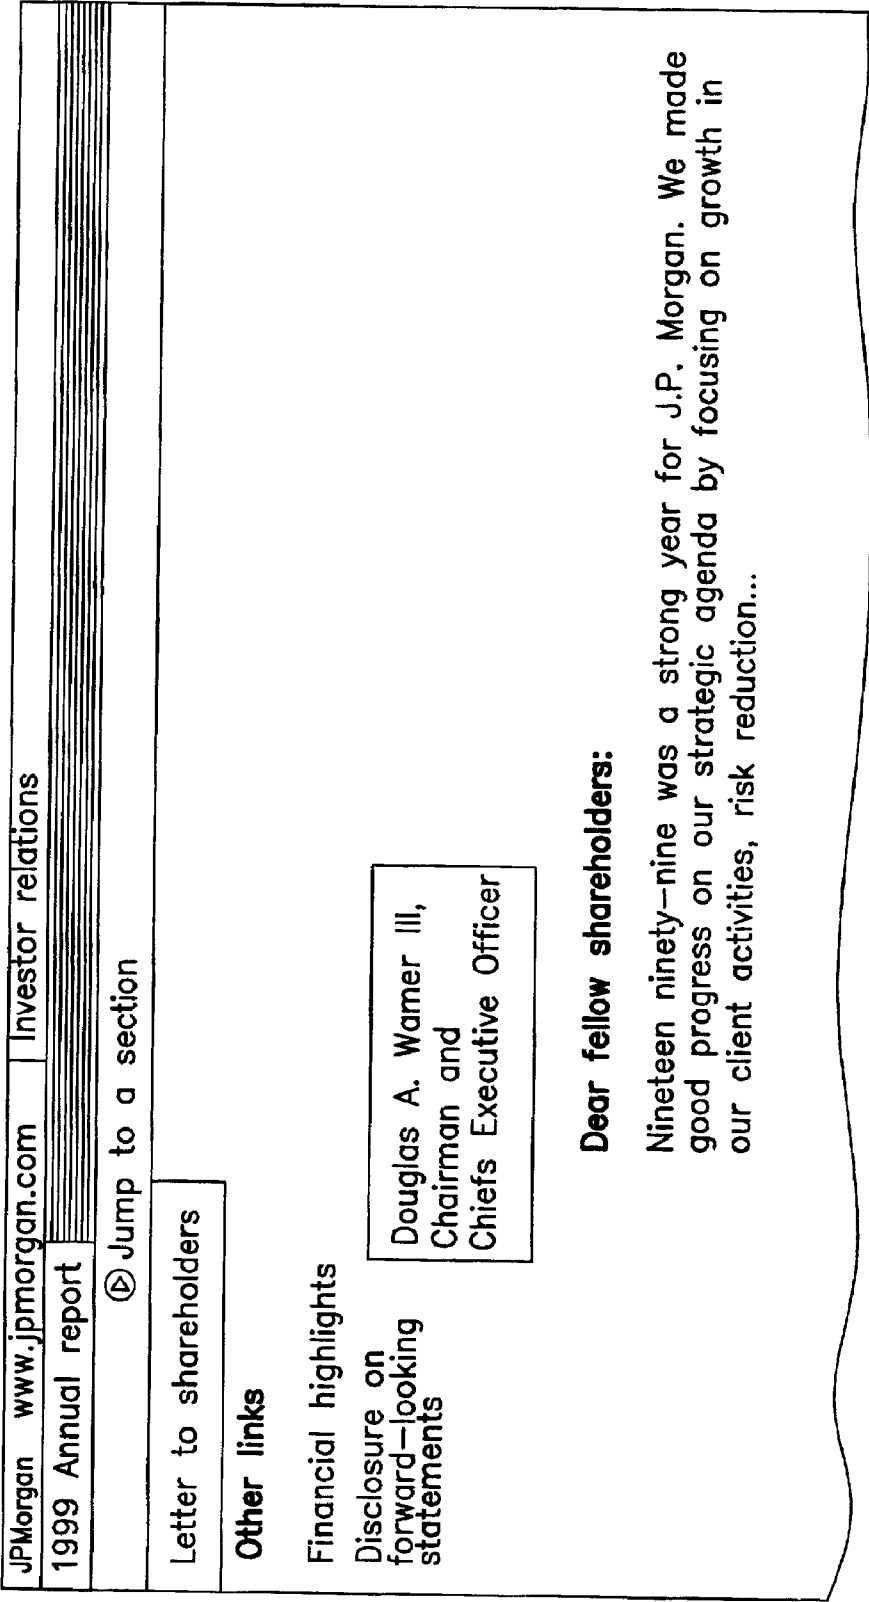 JPMorgan www.jpmorgan.com Investor relations
1999 Annual report
Jump to a section
Letter to shareholders
Other links
Financial highlights
Disclosure on
forward-looking
statements
Douglas A. Warner III,
Chairman and
Chiefs Executive Officer
Dear fellow shareholders:
Nineteen ninety-nine was a strong year for J.P. Morgan. We made
good progress on our strategic agenda by focusing on growth in
our client activities, risk reduction...